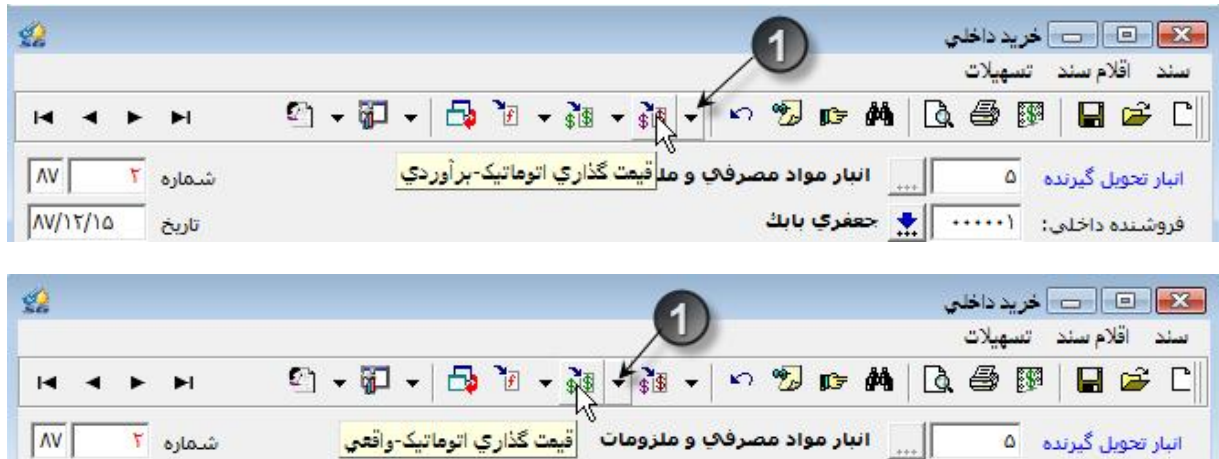 خريد داخلي
1
سند اقلام سند تسهيلات
قيمت گذاري اتوماتيک-برآوردي
انبار تحويل گيرنده ۵ ... انبار مواد مصرفي و مل شماره ۲ ۸۷
فروشنده داخلي: ۰۰۰۰۰۱ جعفري بابك تاريخ ۸۷/۱۲/۱۵
خريد داخلي
1
سند اقلام سند تسهيلات
قيمت گذاري اتوماتيک-واقعي
انبار تحويل گيرنده ۵ ... انبار مواد مصرفي و ملزومات شماره ۲ ۸۷